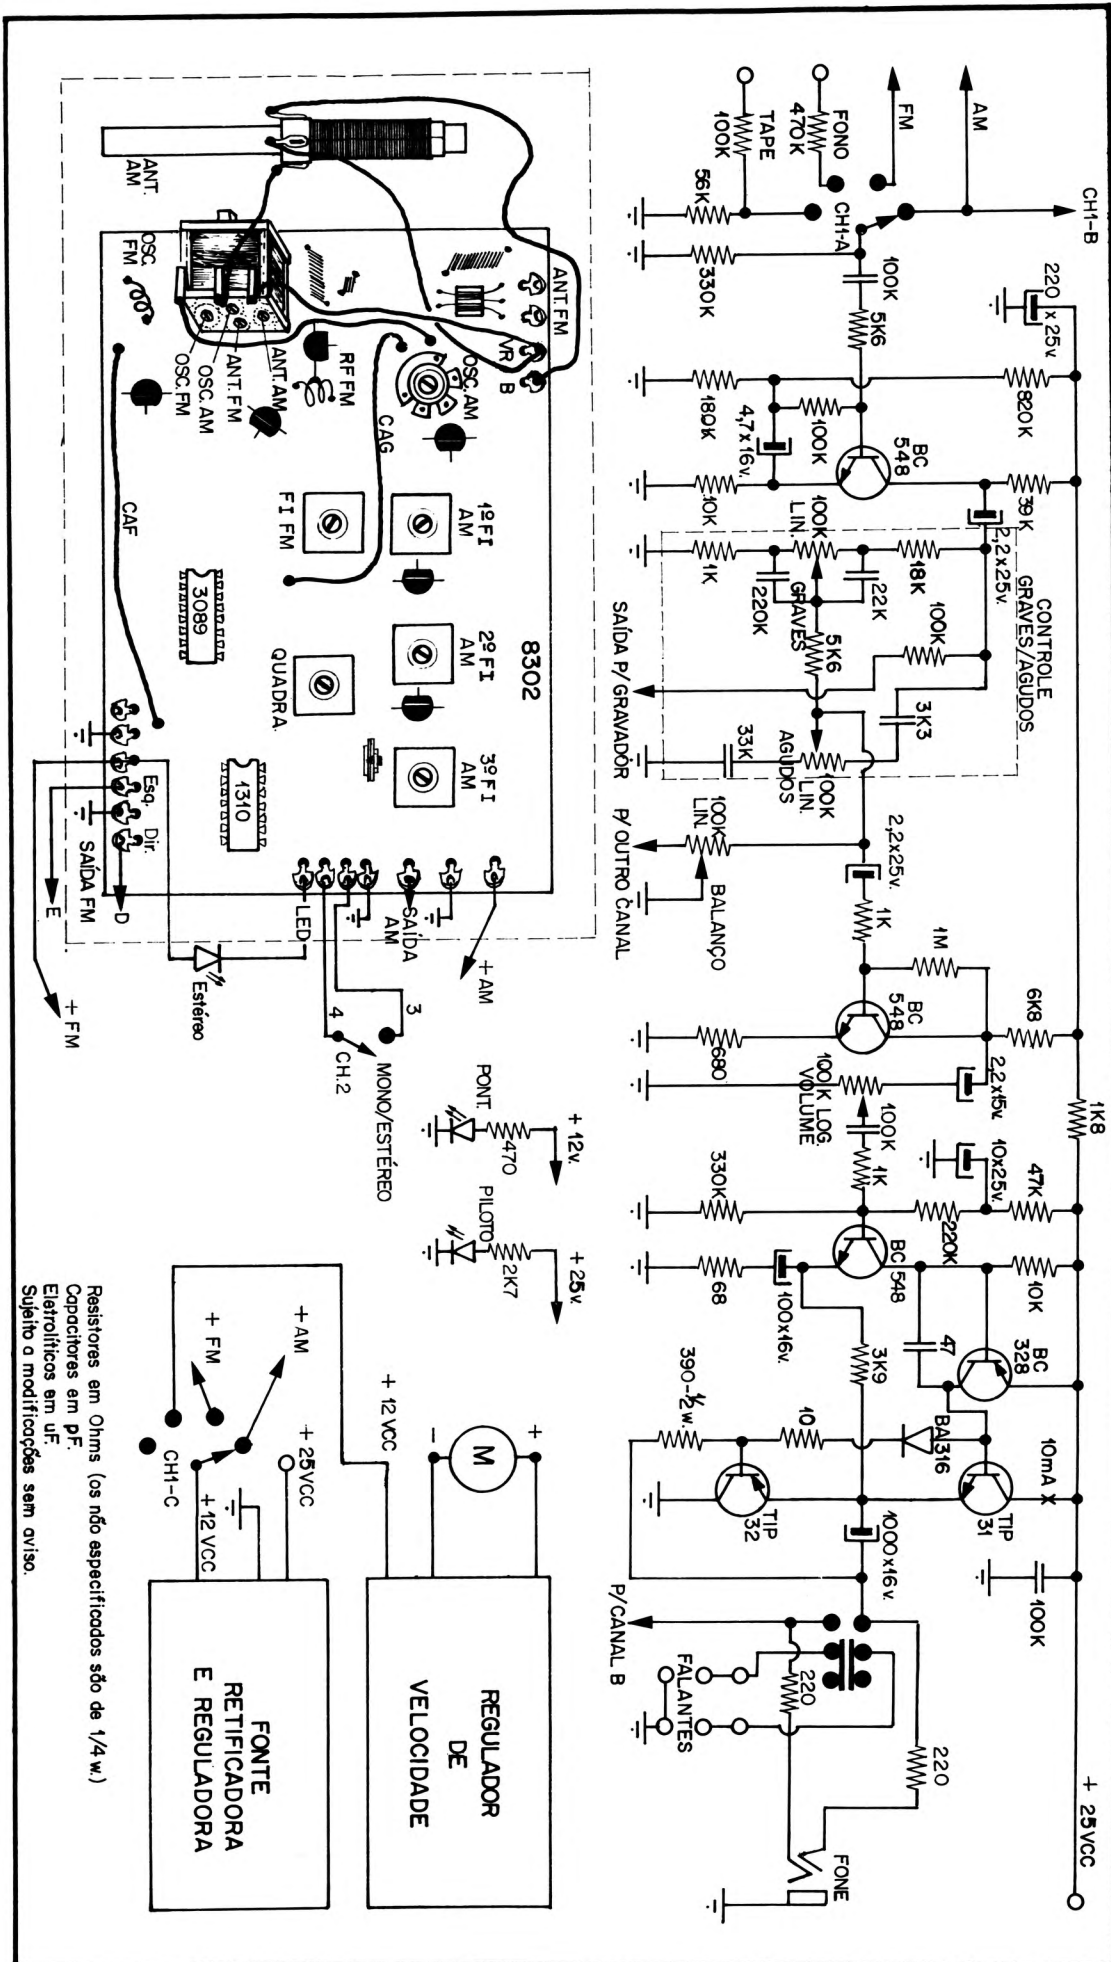 CH1-B
AM
FM
FONO
470K
TAPE
100K
CH1-A
56K
330K
100K
5K6
220
x25v.
820K
180K
100K
4,7x16v.
BC
548
10K
39K
2,2x25v.
CONTROLE
GRAVES/AGUDOS
18K
100K
LIN.
1K
22K
220K
GRAVES
5K6
100K
3K3
33K
AGUDOS
100K
LIN.
SAÍDA P/GRAVADOR
P/OUTRO CANAL
100K
LIN.
BALANÇO
2,2x25v.
1K
1M
BC
548
680
6K8
2,2x15v.
100K LOG.
VOLUME
100K
1K
1K8
10x25v.
47K
220K
330K
BC 548
68
100x16v.
10K
47
BC
328
3K9
390-½w.
10
BA316
TIP
32
TIP
31
10mA X
1000x16v.
100K
P/CANAL B
220
FALANTES
220
FONE
+ 25VCC
ANT.
AM
OSC.
FM
OSC.FM
OSC.AM
ANT.FM
ANT.AM
RF FM
ANT.FM
VR
B
OSC.AM
CAG
CAF
FI FM
1º FI
AM
2º FI
AM
3º FI
AM
8302
3089
QUADRA.
1310
Esq.
Dir.
SAÍDA FM
E
D
LED
SAÍDA
AM
+ AM
+ FM
Estéreo
3
4
CH.2
MONO/ESTÉREO
PONT.
470
+ 12v.
PILOTO
2K7
+ 25v.
+ AM
+ FM
CH1-C
+ 25VCC
+ 12 VCC
+ 12 VCC
M
+
-
REGULADOR
DE
VELOCIDADE
FONTE
RETIFICADORA
E REGULADORA
Resistores em Ohms (os não especificados são de 1/4 w.)
Capacitores em pF.
Eletrolíticos em uF.
Sujeito a modificações sem aviso.